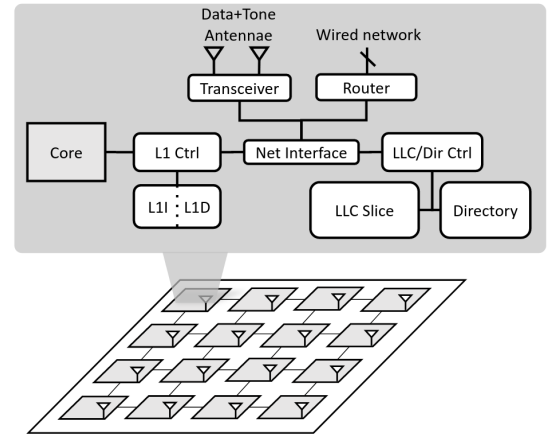 Data+Tone
Antennae
Wired network
Transceiver
Router
Core
L1 Ctrl
Net Interface
LLC/Dir Ctrl
L1I
L1D
LLC Slice
Directory